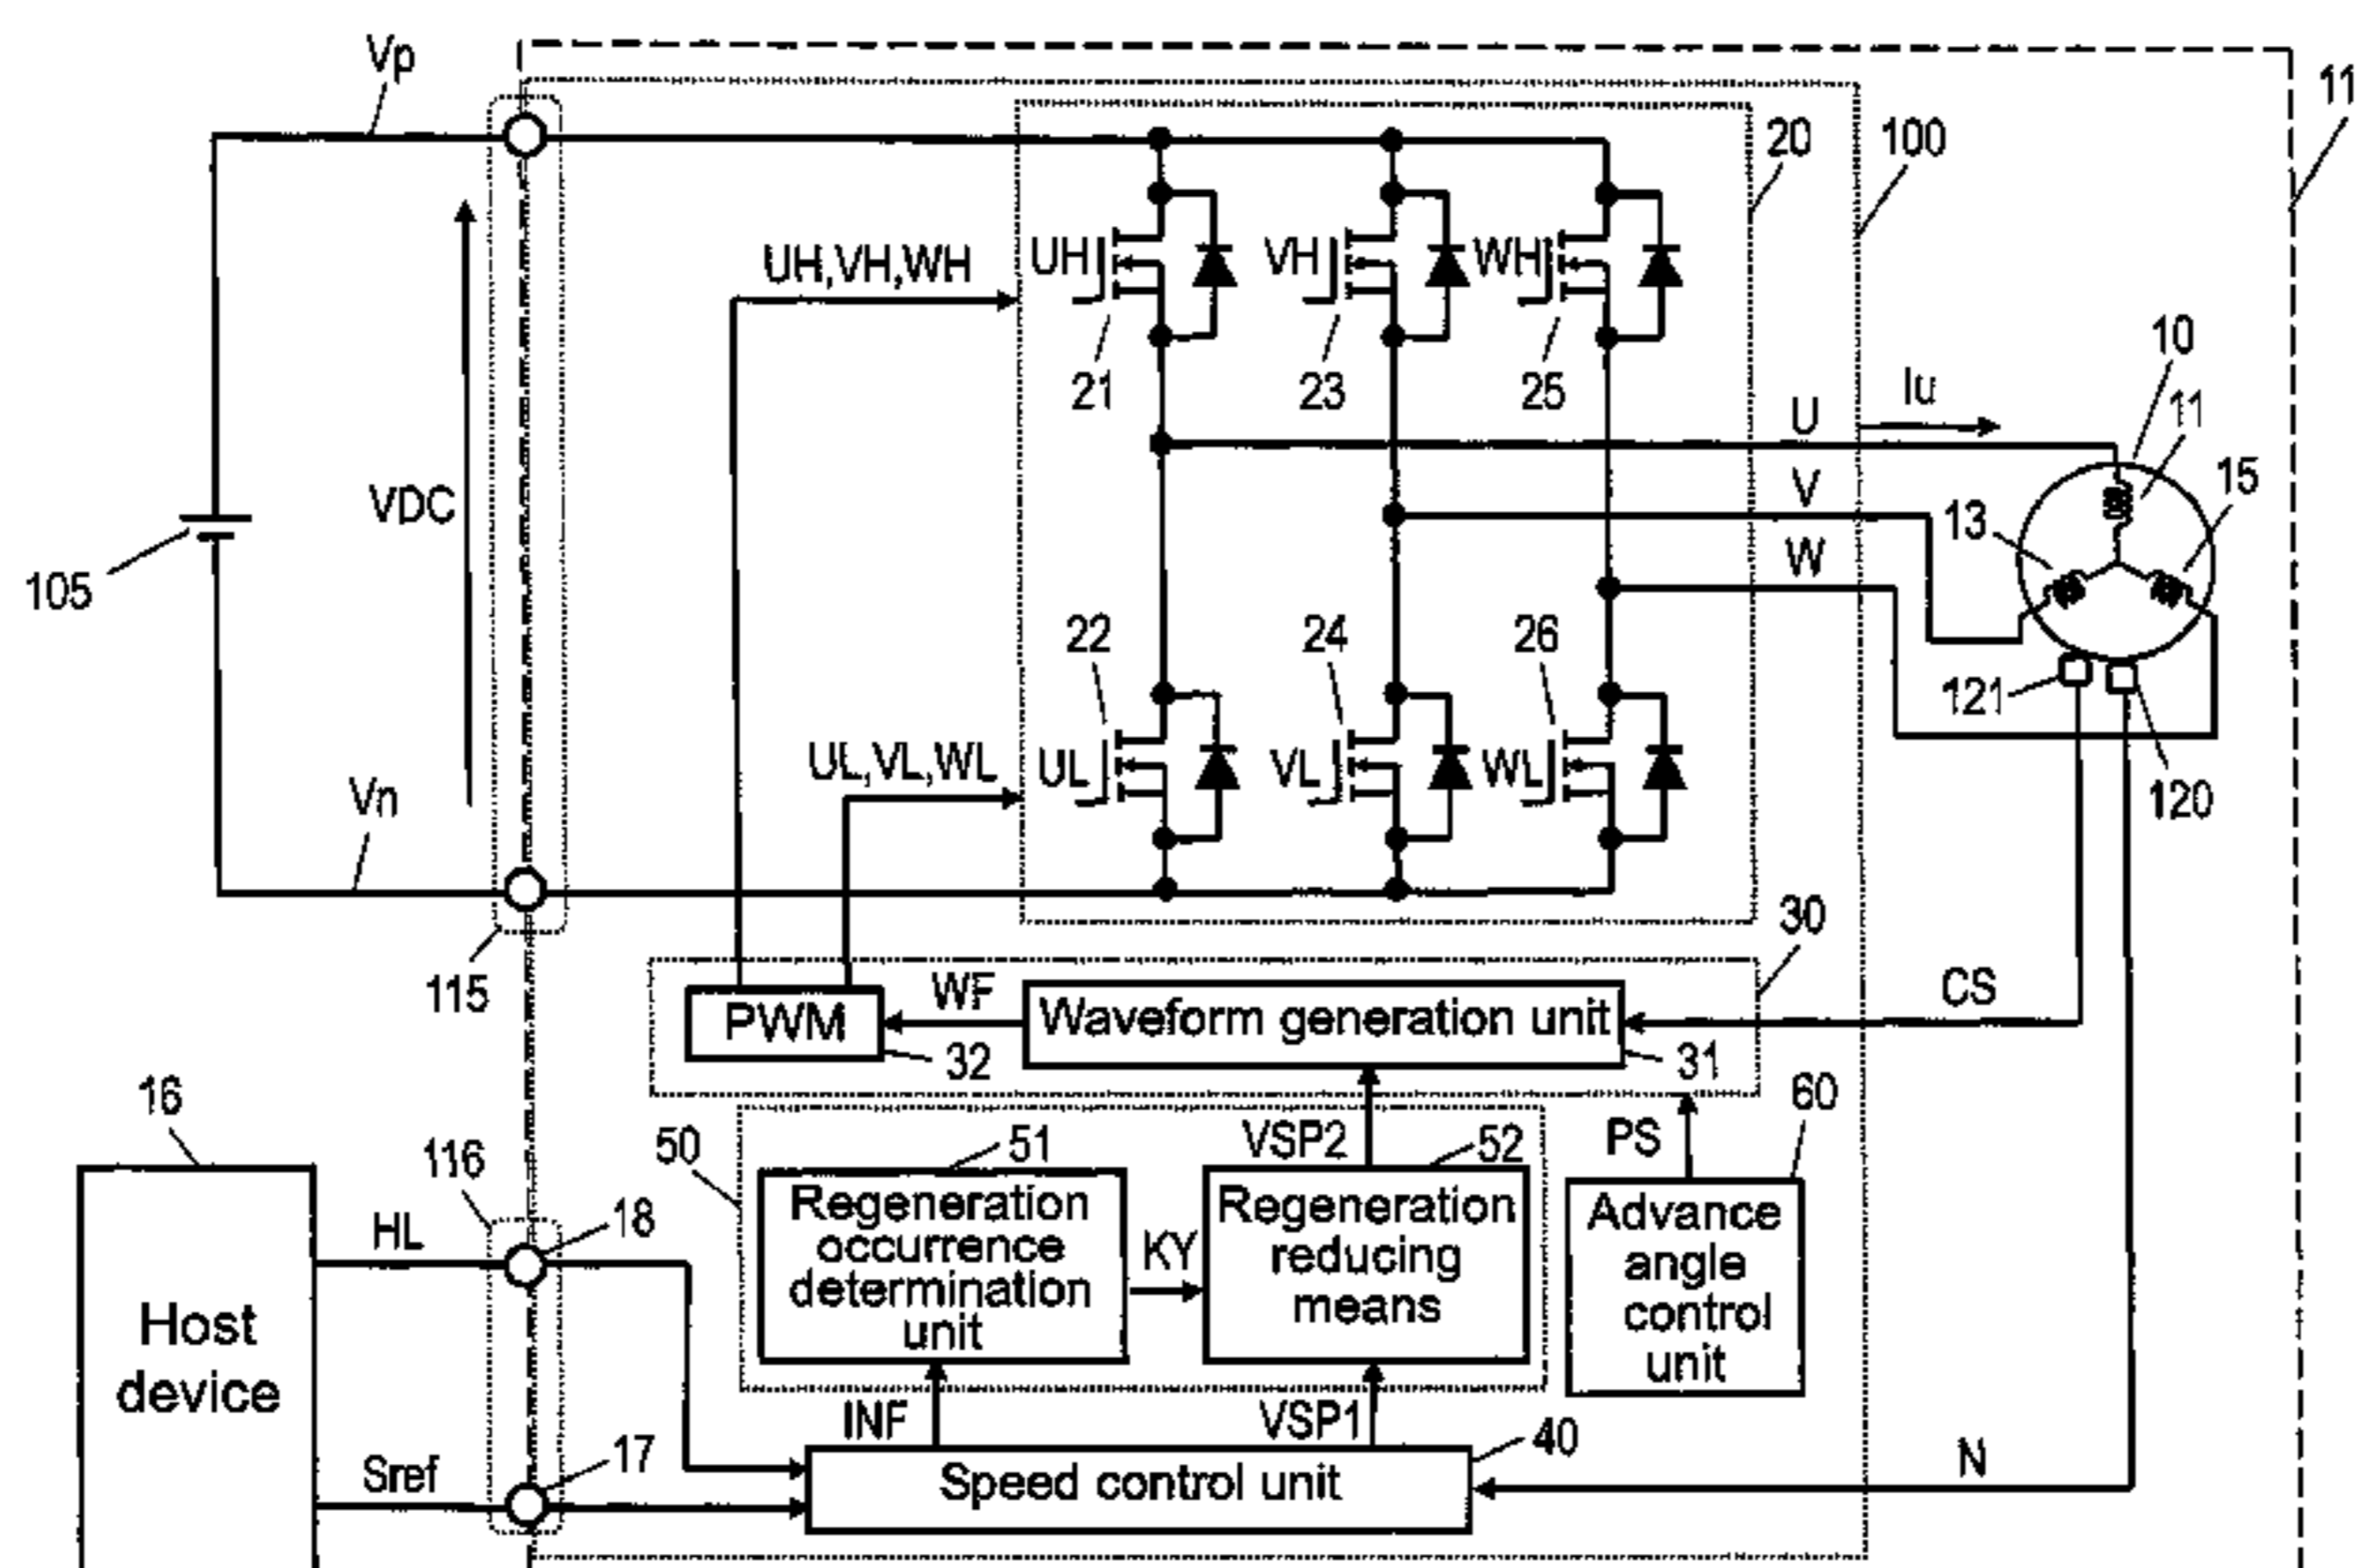 Vp
11
20
100
UH,VH,WH
UH
VH
WH
21
23
25
10
11
Iu
U
V
W
15
13
VDC
105
22
24
26
121
120
UL,VL,WL
UL
VL
WL
Vn
115
30
WF
CS
PWM
Waveform generation unit
32
31
16
60
116
50
51
VSP2
52
PS
HL
18
Regeneration
occurrence
determination
unit
KY
Regeneration
reducing
means
Advance
angle
control
unit
Host
device
INF
VSP1
40
Sref
17
Speed control unit
N